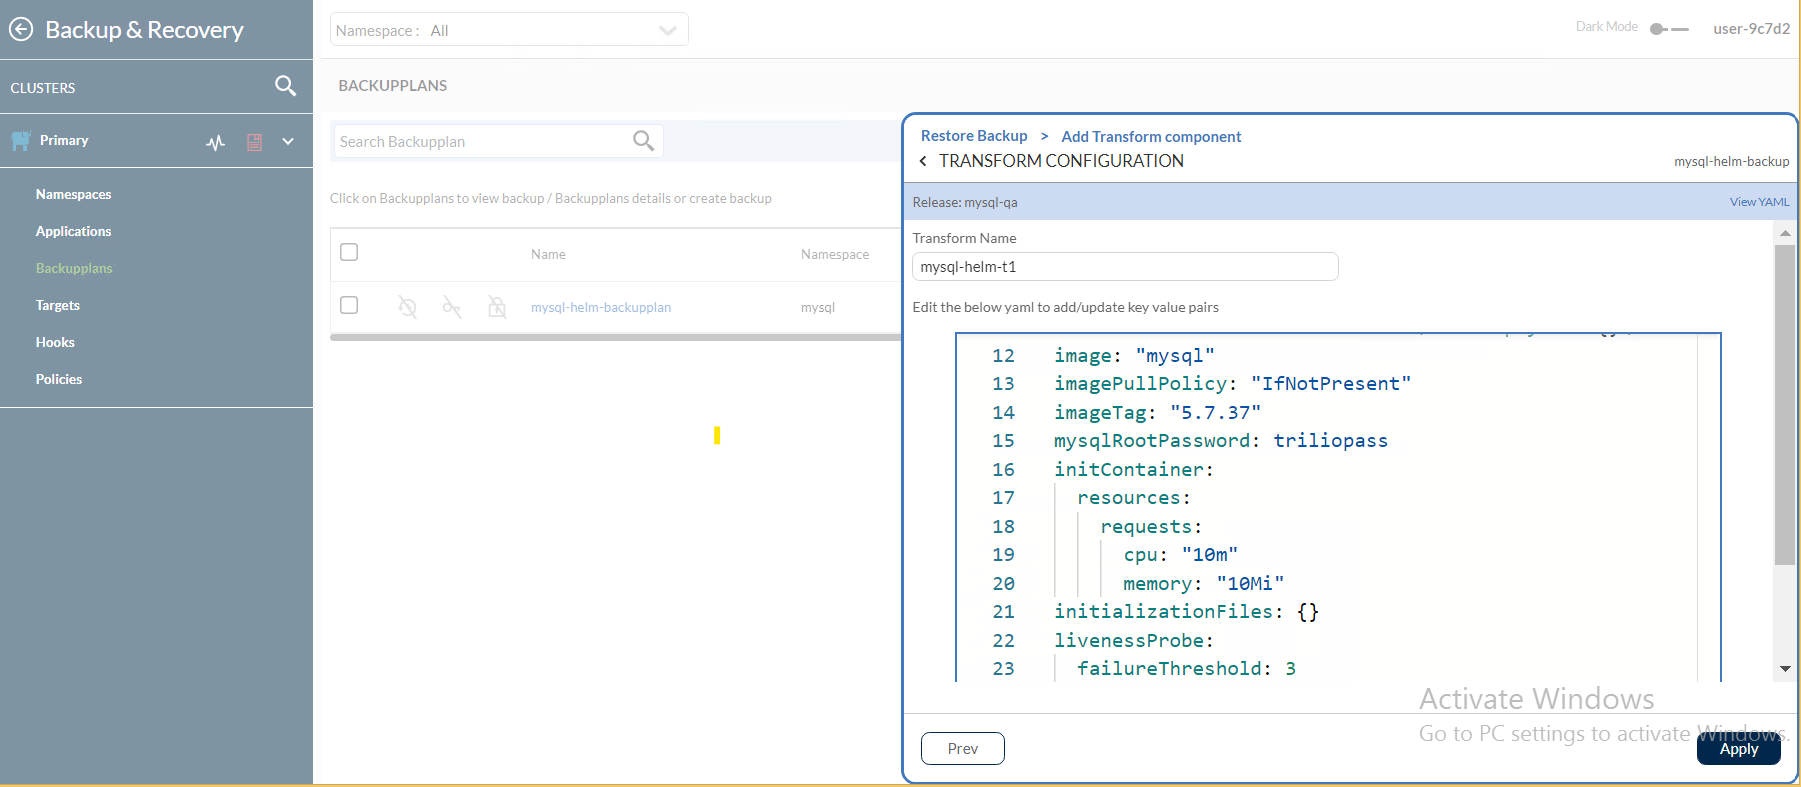 Backup & Recovery
CLUSTERS
Primary
Namespaces
Applications
Backupplans
Targets
Hooks
Policies
Namespace : All
Dark Mode
user-9c7d2
BACKUPPLANS
Search Backupplan
Click on Backupplans to view backup / Backupplans details or create backup
Name Namespace
mysql-helm-backupplan mysql
Restore Backup > Add Transform component
TRANSFORM CONFIGURATION
mysql-helm-backup
Release: mysql-qa
View YAML
Transform Name
mysql-helm-t1
Edit the below yaml to add/update key value pairs
12 image: "mysql"
13 imagePullPolicy: "IfNotPresent"
14 imageTag: "5.7.37"
15 mysqlRootPassword: triliopass
16 initContainer:
17 resources:
18 requests:
19 cpu: "10m"
20 memory: "10Mi"
21 initializationFiles: {}
22 livenessProbe:
23 failureThreshold: 3
Activate Windows
Go to PC settings to activate Windows.
Prev
Apply